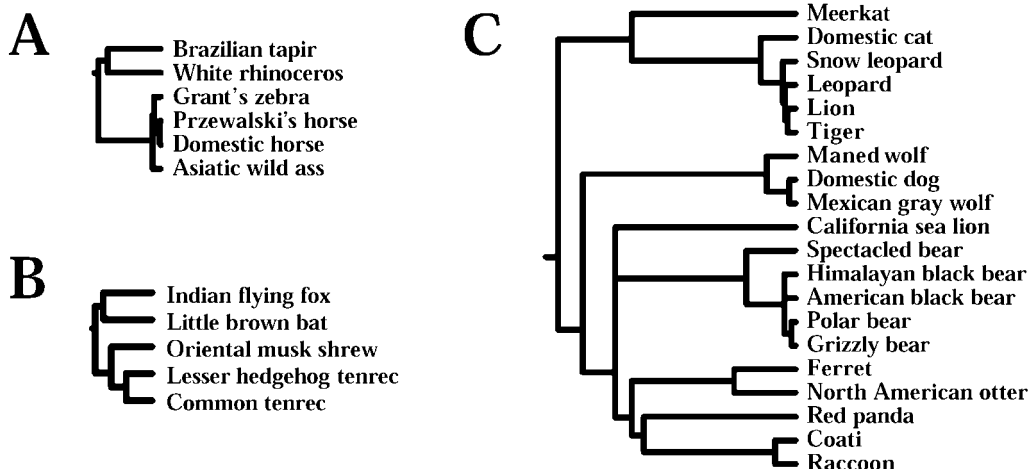 A
Brazilian tapir
White rhinoceros
Grant's zebra
Przewalski's horse
Domestic horse
Asiatic wild ass
B
Indian flying fox
Little brown bat
Oriental musk shrew
Lesser hedgehog tenrec
Common tenrec
C
Meerkat
Domestic cat
Snow leopard
Leopard
Lion
Tiger
Maned wolf
Domestic dog
Mexican gray wolf
California sea lion
Spectacled bear
Himalayan black bear
American black bear
Polar bear
Grizzly bear
Ferret
North American otter
Red panda
Coati
Raccoon